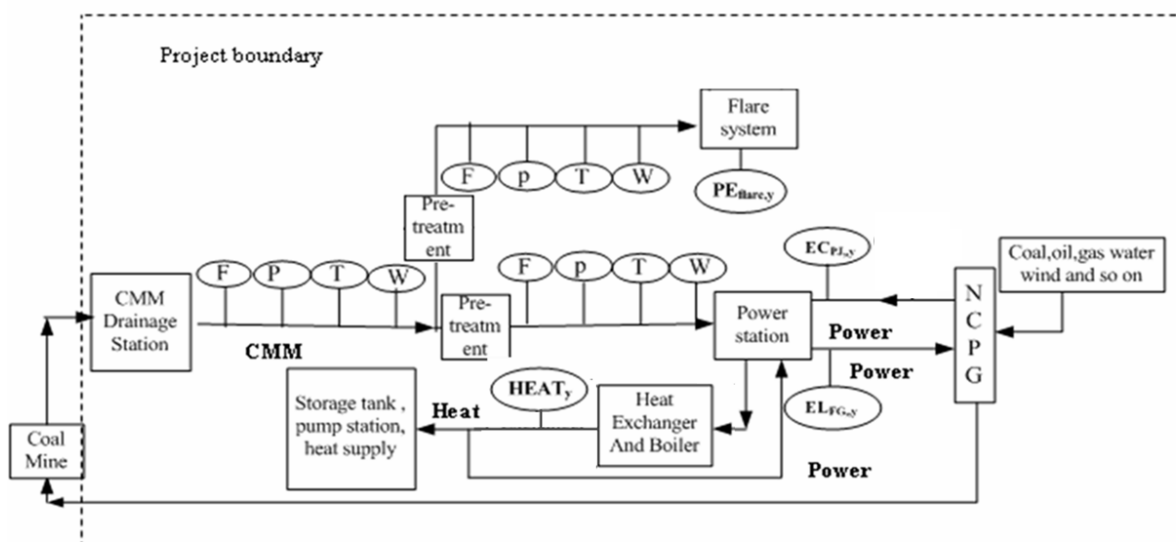 Project boundary
Flare
system
F
p
T
W
PEflare,y
Pre-
treatm
ent
ECPJ,,y
Coal,oil,gas water
wind and so on
F
P
T
W
F
p
T
W
CMM
Drainage
Station
Pre-
treatm
ent
Power
station
N
C
P
G
CMM
Power
Power
HEATy
ELFG,,y
Storage tank ,
pump station,
heat supply
Heat
Heat
Exchanger
And Boiler
Coal
Mine
Power